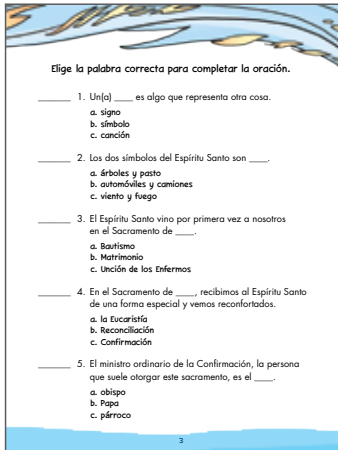 Elige la palabra correcta para completar la oración.
_______ 1. Un(a) ____ es algo que representa otra cosa.
a. signo
b. símbolo
c. canción
_______ 2. Los dos símbolos del Espíritu Santo son ____.
a. árboles y pasto
b. automóviles y camiones
c. viento y fuego
_______ 3. El Espíritu Santo vino por primera vez a nosotros
en el Sacramento de ____.
a. Bautismo
b. Matrimonio
c. Unción de los Enfermos
_______ 4. En el Sacramento de ____, recibimos al Espíritu Santo
de una forma especial y vemos reconfortados.
a. la Eucaristía
b. Reconciliación
c. Confirmación
_______ 5. El ministro ordinario de la Confirmación, la persona
que suele otorgar este sacramento, es el ____.
a. obispo
b. Papa
c. párroco
3